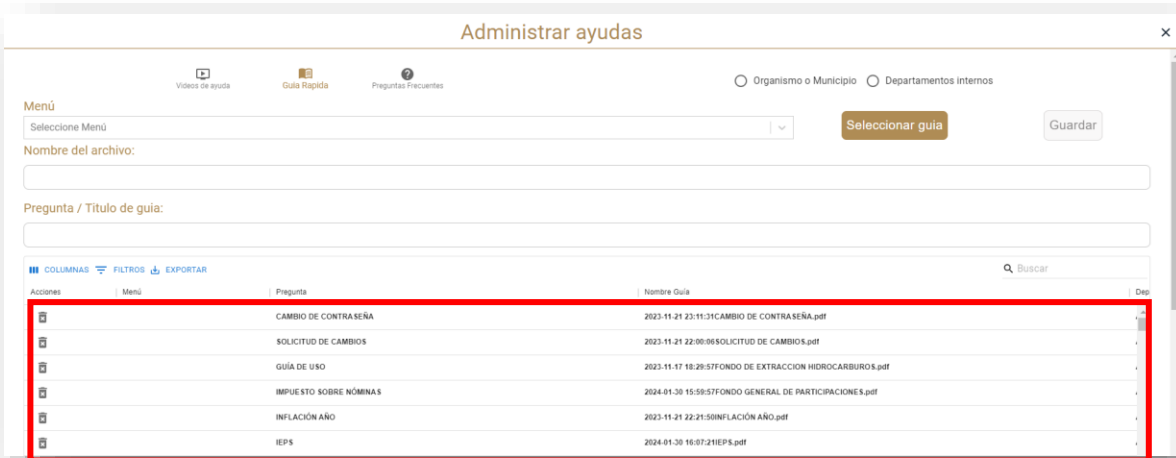 Administrar ayudas
Videos de ayuda
Guia Rapida
Preguntas Frecuentes
Organismo o Municipio
Departamentos internos
Menú
Seleccione Menú
Seleccionar guia
Guardar
Nombre del archivo:
Pregunta / Titulo de guia:
COLUMNAS FILTROS EXPORTAR
Buscar
Acciones Menú Pregunta Nombre Guía Dep
CAMBIO DE CONTRASEÑA 2023-11-21 23:11:31CAMBIO DE CONTRASEÑA.pdf
SOLICITUD DE CAMBIOS 2023-11-21 22:00:06SOLICITUD DE CAMBIOS.pdf
GUÍA DE USO 2023-11-17 18:29:57FONDO DE EXTRACCION HIDROCARBUROS.pdf
IMPUESTO SOBRE NÓMINAS 2024-01-30 15:59:57FONDO GENERAL DE PARTICIPACIONES.pdf
INFLACIÓN AÑO 2023-11-21 22:21:50INFLACIÓN AÑO.pdf
IEPS 2024-01-30 16:07:21IEPS.pdf